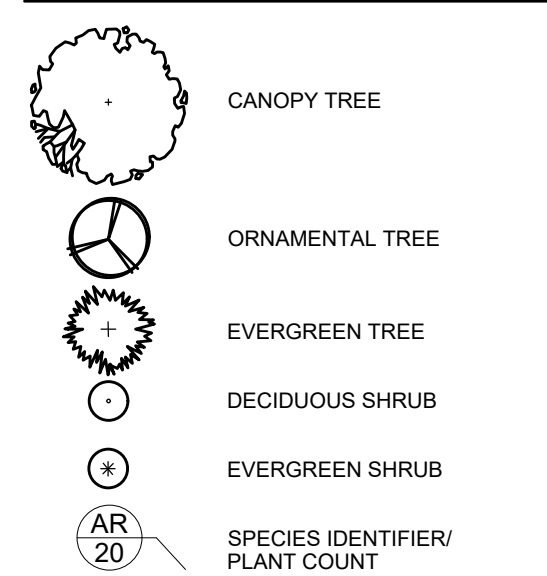 CANOPY TREE
ORNAMENTAL TREE
EVERGREEN TREE
DECIDUOUS SHRUB
EVERGREEN SHRUB
AR
20
SPECIES IDENTIFIER/
PLANT COUNT